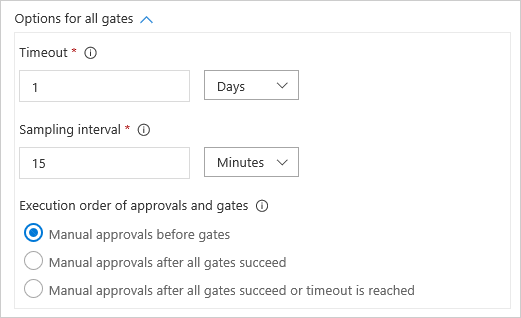 Options for all gates
Timeout *
1 Days
Sampling interval *
15 Minutes
Execution order of approvals and gates
Manual approvals before gates
Manual approvals after all gates succeed
Manual approvals after all gates succeed or timeout is reached